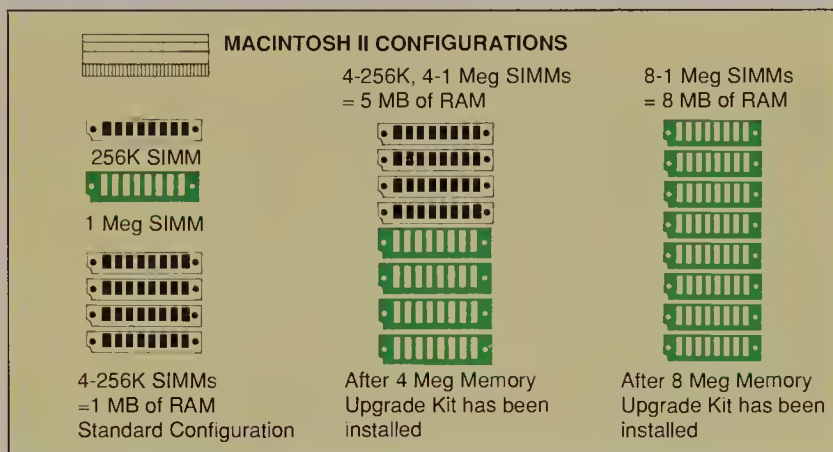 MACINTOSH II CONFIGURATIONS
256K SIMM
1 Meg SIMM
4-256K SIMMs
=1 MB of RAM
Standard Configuration
4-256K, 4-1 Meg SIMMs
= 5 MB of RAM
After 4 Meg Memory
Upgrade Kit has been
installed
8-1 Meg SIMMs
= 8 MB of RAM
After 8 Meg Memory
Upgrade Kit has been
installed